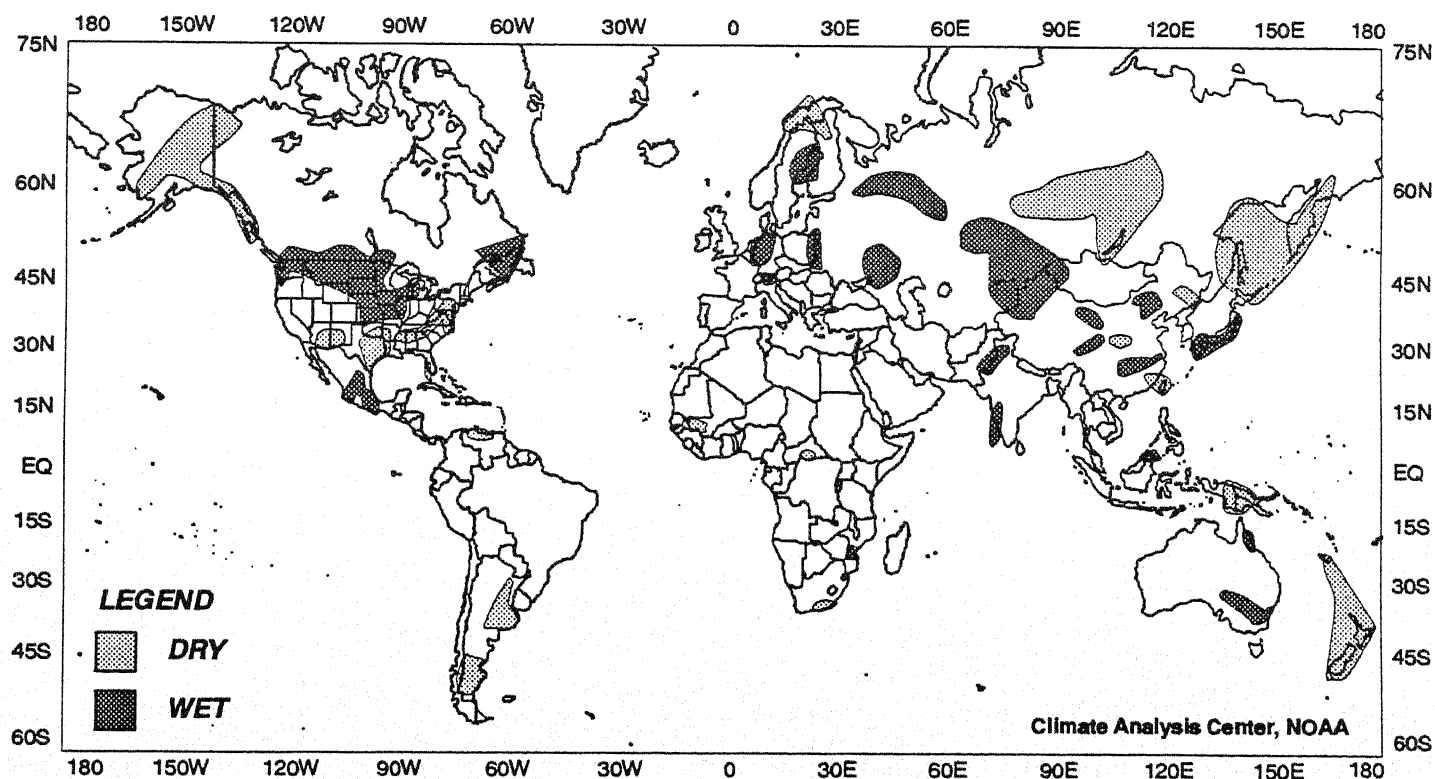 180 150W 120W 90W 60W 30W 0 30E 60E 90E 120E 150E 180
75N 75N
60N 60N
45N 45N
30N 30N
15N 15N
EQ EQ
15S 15S
30S 30S
LEGEND
DRY
45S 45S
WET
Climate Analysis Center, NOAA
60S 60S
180 150W 120W 90W 60W 30W 0 30E 60E 90E 120E 150E 180